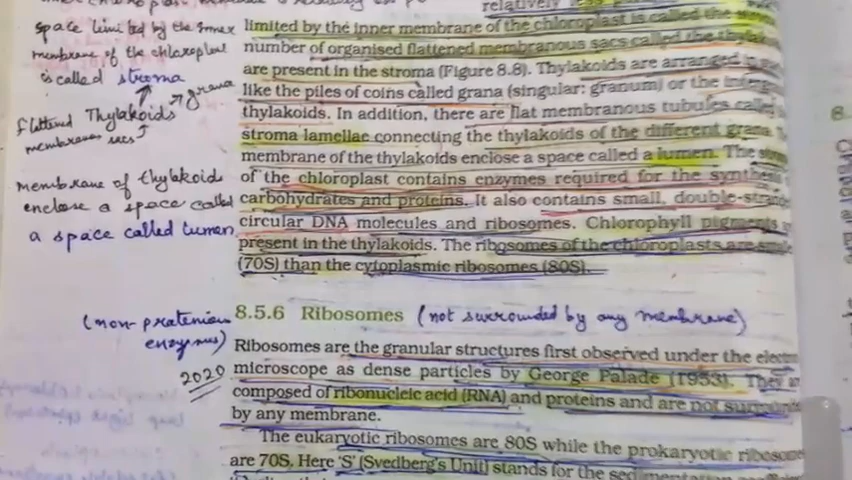 relatively less
space limited by the inner
membrane of the chloroplast
is called stroma
grana
flattened Thylakoids
membranous sacs
membrane of thylakoid
enclose a space called
a space called lumen
limited by the inner membrane of the chloroplast is called the
number of organised flattened membranous sacs called the
are present in the stroma (Figure 8.8). Thylakoids are arranged in
like the piles of coins called grana (singular: granum) or the
thylakoids. In addition, there are flat membranous tubules called
stroma lamellae connecting the thylakoids of the different grana.
membrane of the thylakoids enclose a space called a lumen. The
of the chloroplast contains enzymes required for the synthesis
carbohydrates and proteins. It also contains small, double-
circular DNA molecules and ribosomes. Chlorophyll pigments
present in the thylakoids. The ribosomes of the chloroplasts are
(70S) than the cytoplasmic ribosomes (80S).
8.5.6 Ribosomes (not surrounded by any membrane)
enzymes)
2020
Ribosomes are the granular structures first observed under the
microscope as dense particles by George Palade (1953). They
composed of ribonucleic acid (RNA) and proteins and are not
by any membrane.
The eukaryotic ribosomes are 80S while the prokaryotic
are 70S. Here 'S' (Svedberg's Unit) stands for the
8.